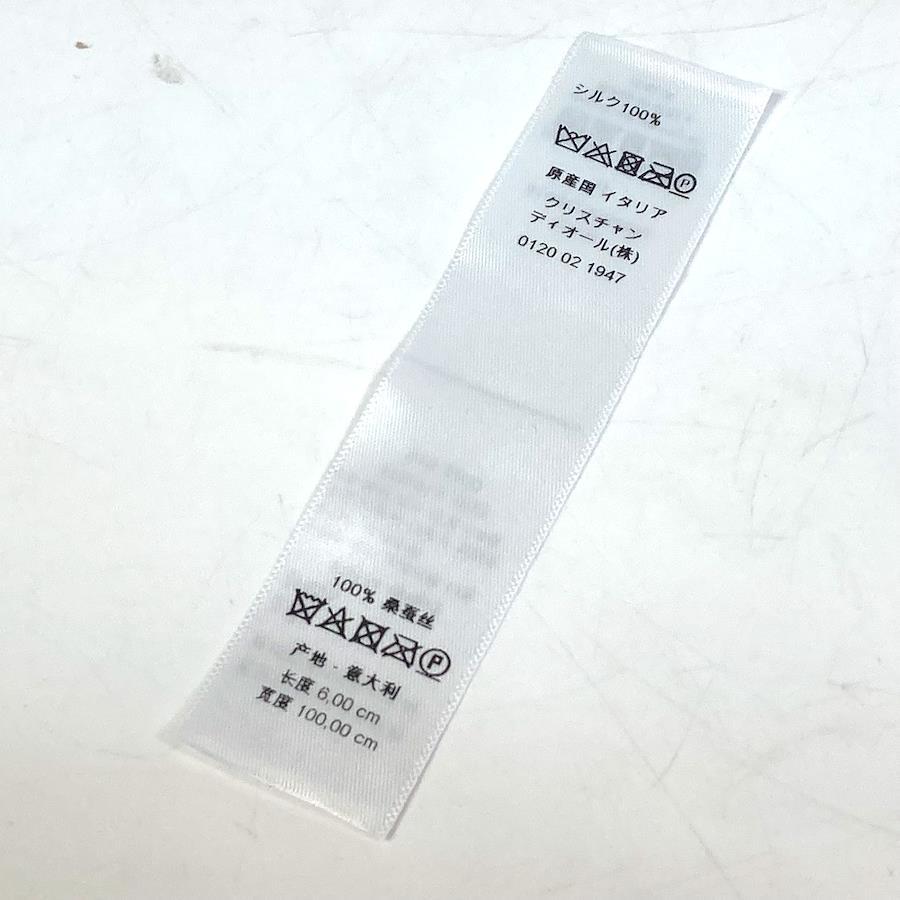 シルク100%
P
原産国 イタリア
クリスチャン
ディオール(株)
0120 02 1947
100% 桑蚕丝
P
产地 - 意大利
长度 6,00 cm
宽度 100,00 cm